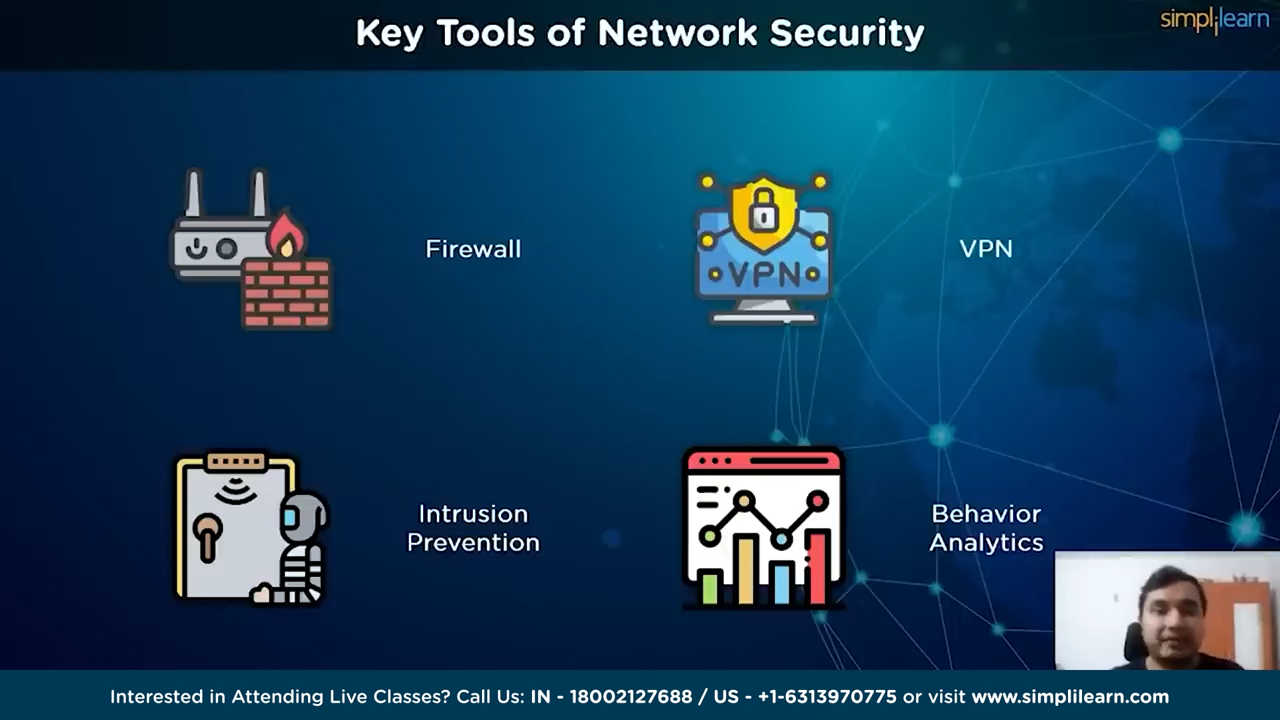 Key Tools of Network Security
simplilearn
Firewall
VPN
VPN
Intrusion
Prevention
Behavior
Analytics
Interested in Attending Live Classes? Call Us: IN - 18002127688 / US - +1-6313970775 or visit www.simplilearn.com